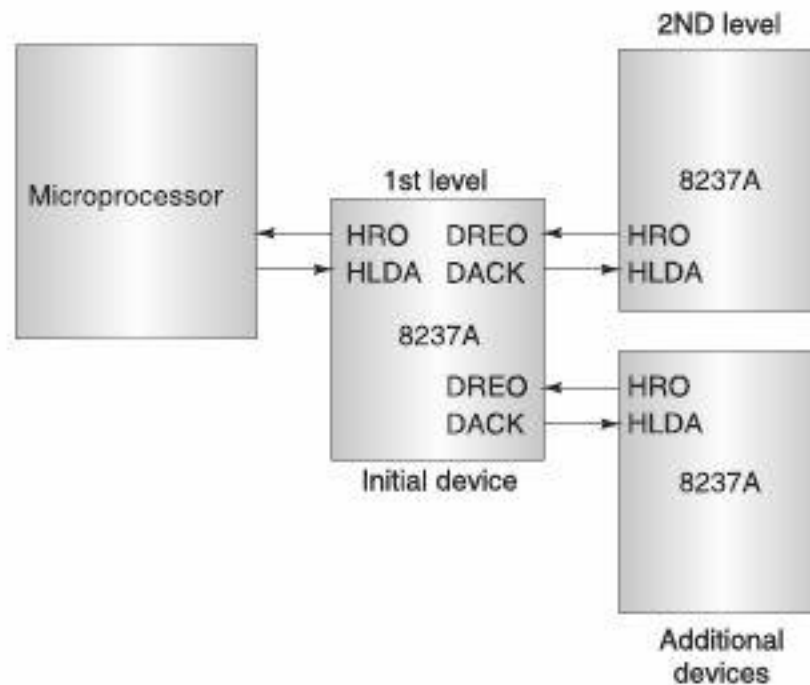 2ND level
Microprocessor
1st level
8237A
HRO DREO
HRO
HLDA DACK
HLDA
8237A
DREO
HRO
DACK
HLDA
Initial device
8237A
Additional
devices